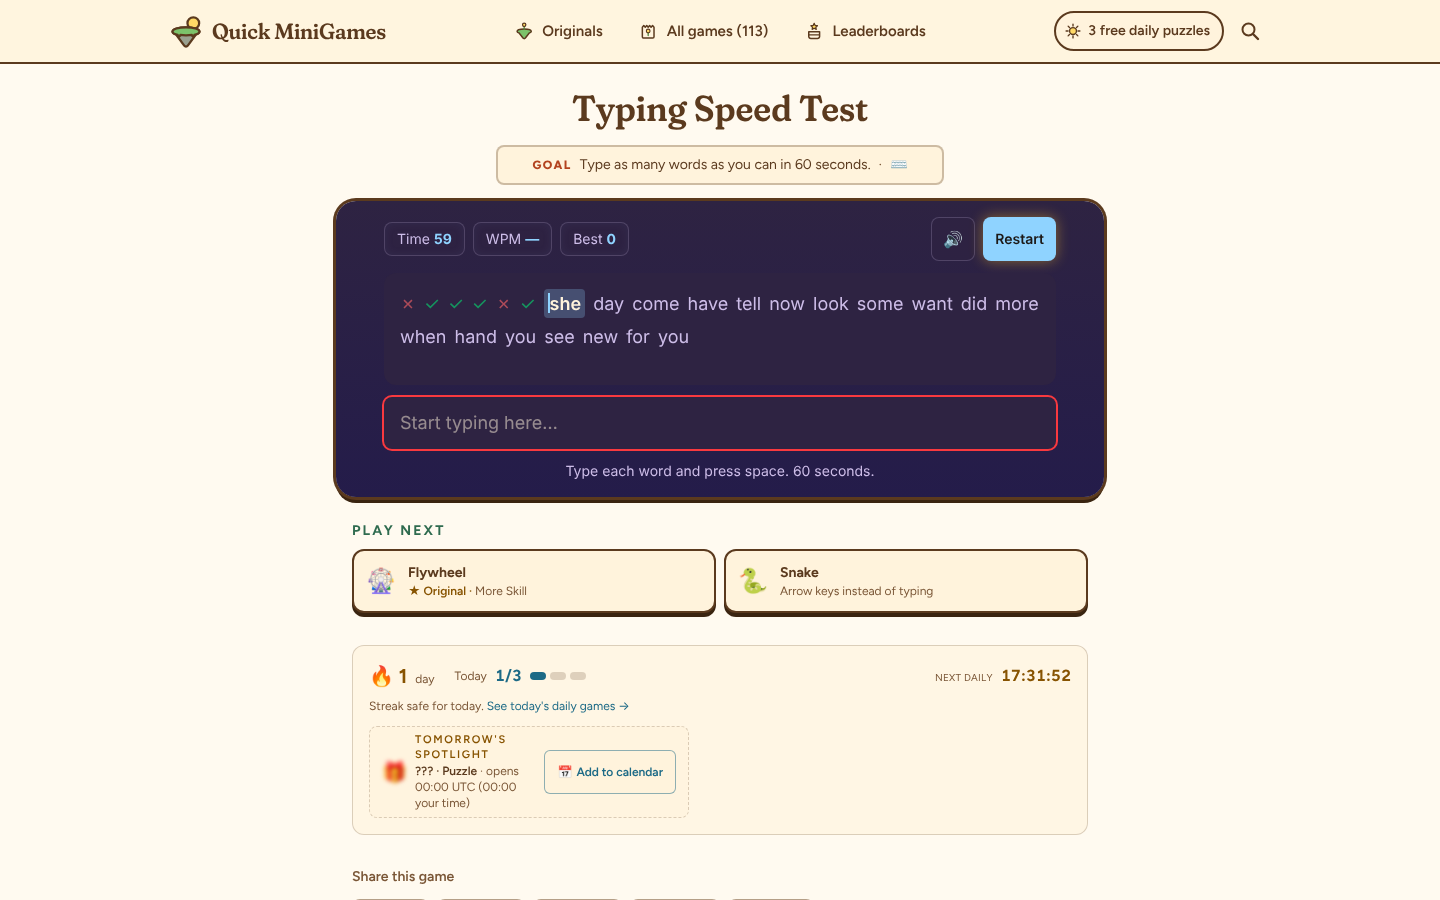 Quick MiniGames
Originals
All games (113)
Leaderboards
3 free daily puzzles
Typing Speed Test
GOAL Type as many words as you can in 60 seconds. ·
Time 59
WPM —
Best 0
Restart
she day come have tell now look some want did more
when hand you see new for you
Start typing here...
Type each word and press space. 60 seconds.
PLAY NEXT
Flywheel
★ Original · More Skill
Snake
Arrow keys instead of typing
1 day
Today 1/3
NEXT DAILY 17:31:52
Streak safe for today. See today's daily games →
TOMORROW'S
SPOTLIGHT
??? · Puzzle · opens
00:00 UTC (00:00
your time)
Add to calendar
Share this game